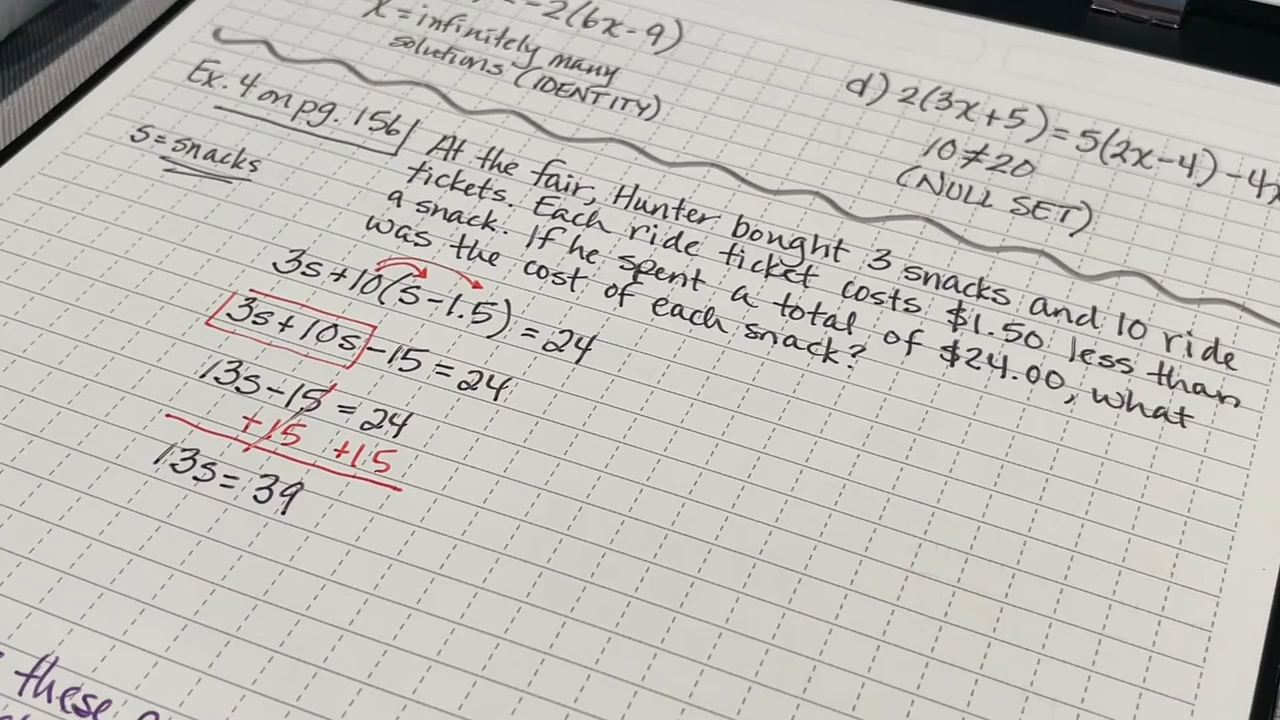 -2(6x-9)
x = infinitely many
solutions (IDENTITY)
d) 2(3x+5) = 5(2x-4) - 4x
10 ≠ 20
(NULL SET)
Ex. 4 on pg. 156
S = snacks
At the fair, Hunter bought 3 snacks and 10 ride
tickets. Each ride ticket costs $1.50 less than
a snack. If he spent a total of $24.00, what
was the cost of each snack?
3s + 10(s - 1.5) = 24
3s + 10s - 15 = 24
13s - 15 = 24
+15 +15
13s = 39
these